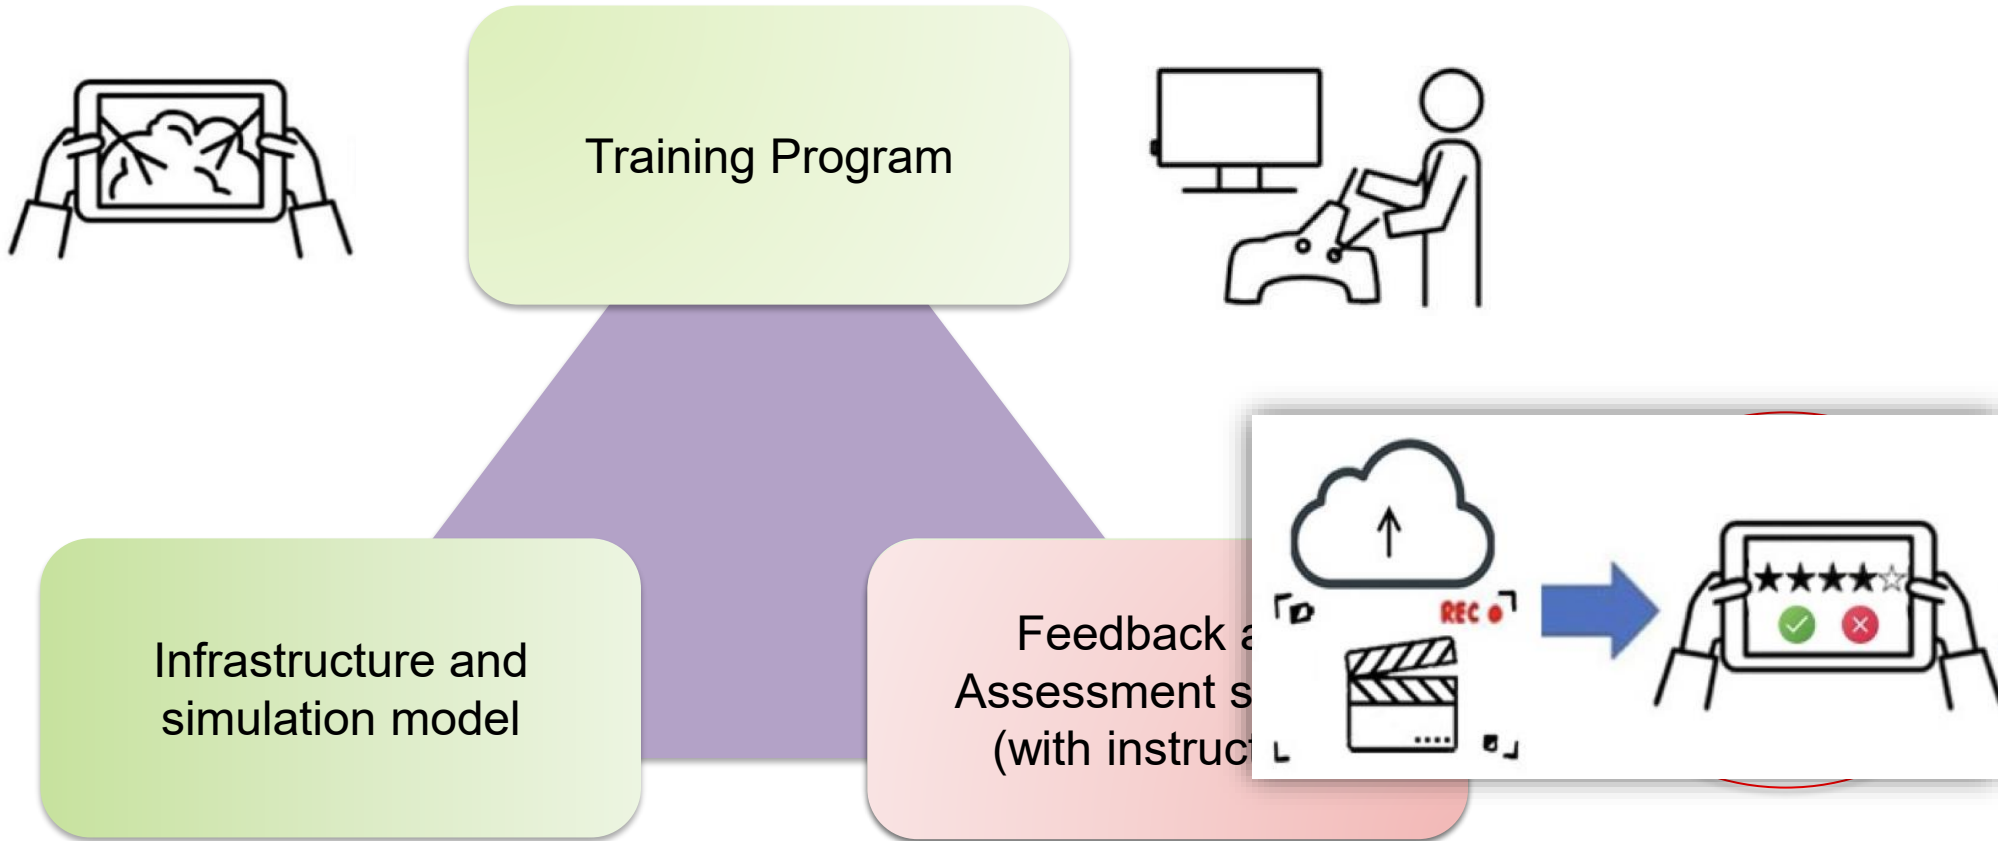 Training Program
Infrastructure and
simulation model
Feedback
Assessment
(with
REC